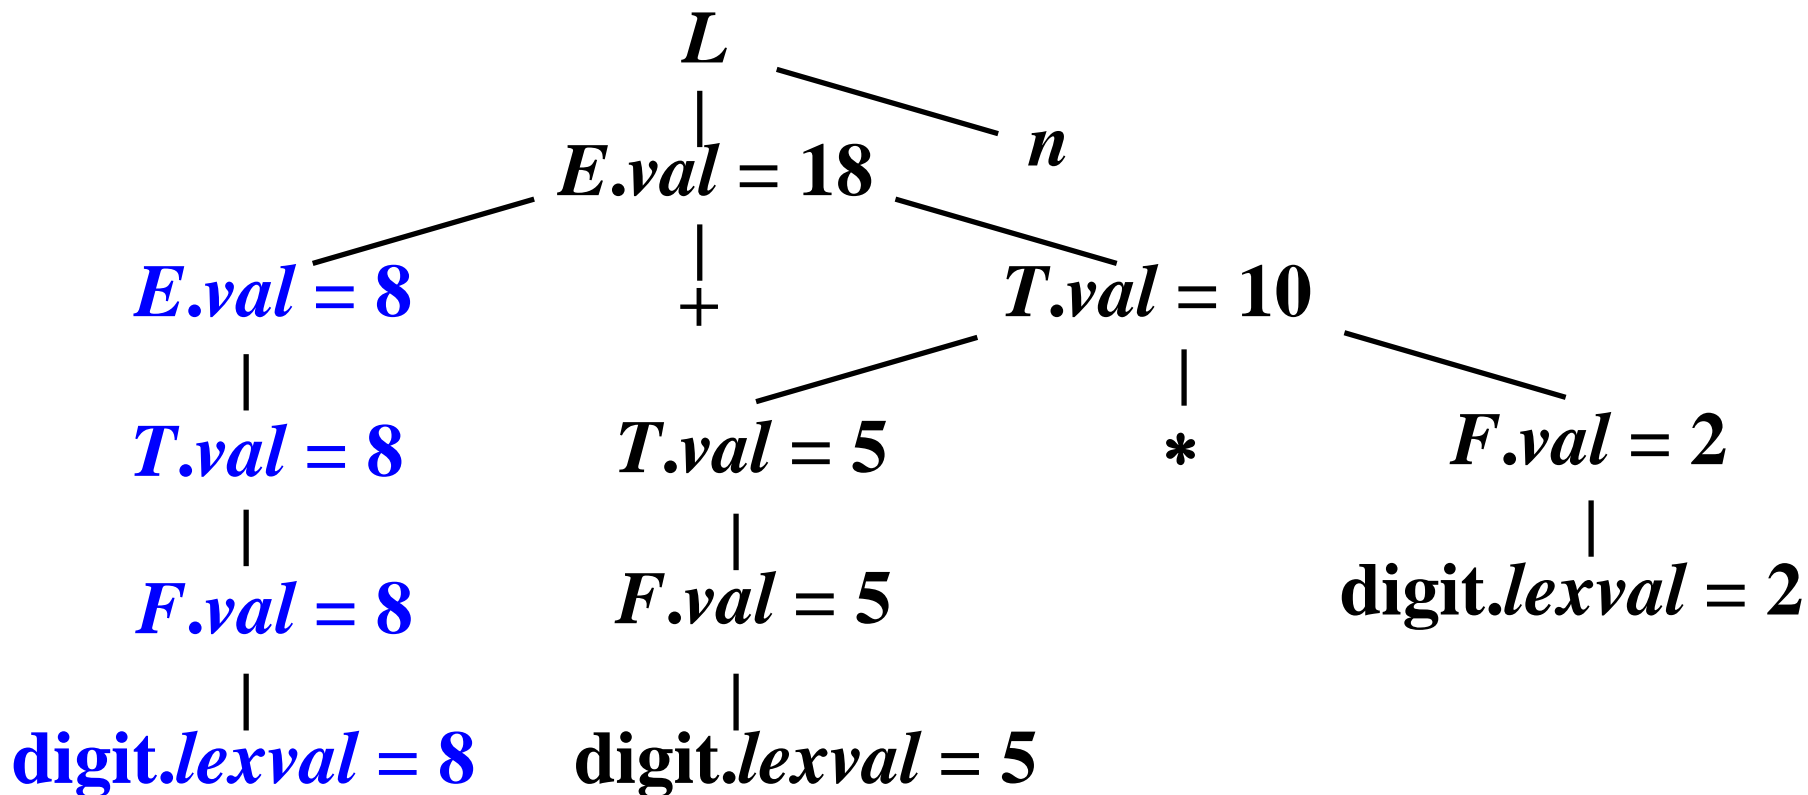 L
n
E.val = 18
E.val = 8
+
T.val = 10
T.val = 8
T.val = 5
*
F.val = 2
F.val = 8
F.val = 5
digit.lexval = 2
digit.lexval = 8
digit.lexval = 5